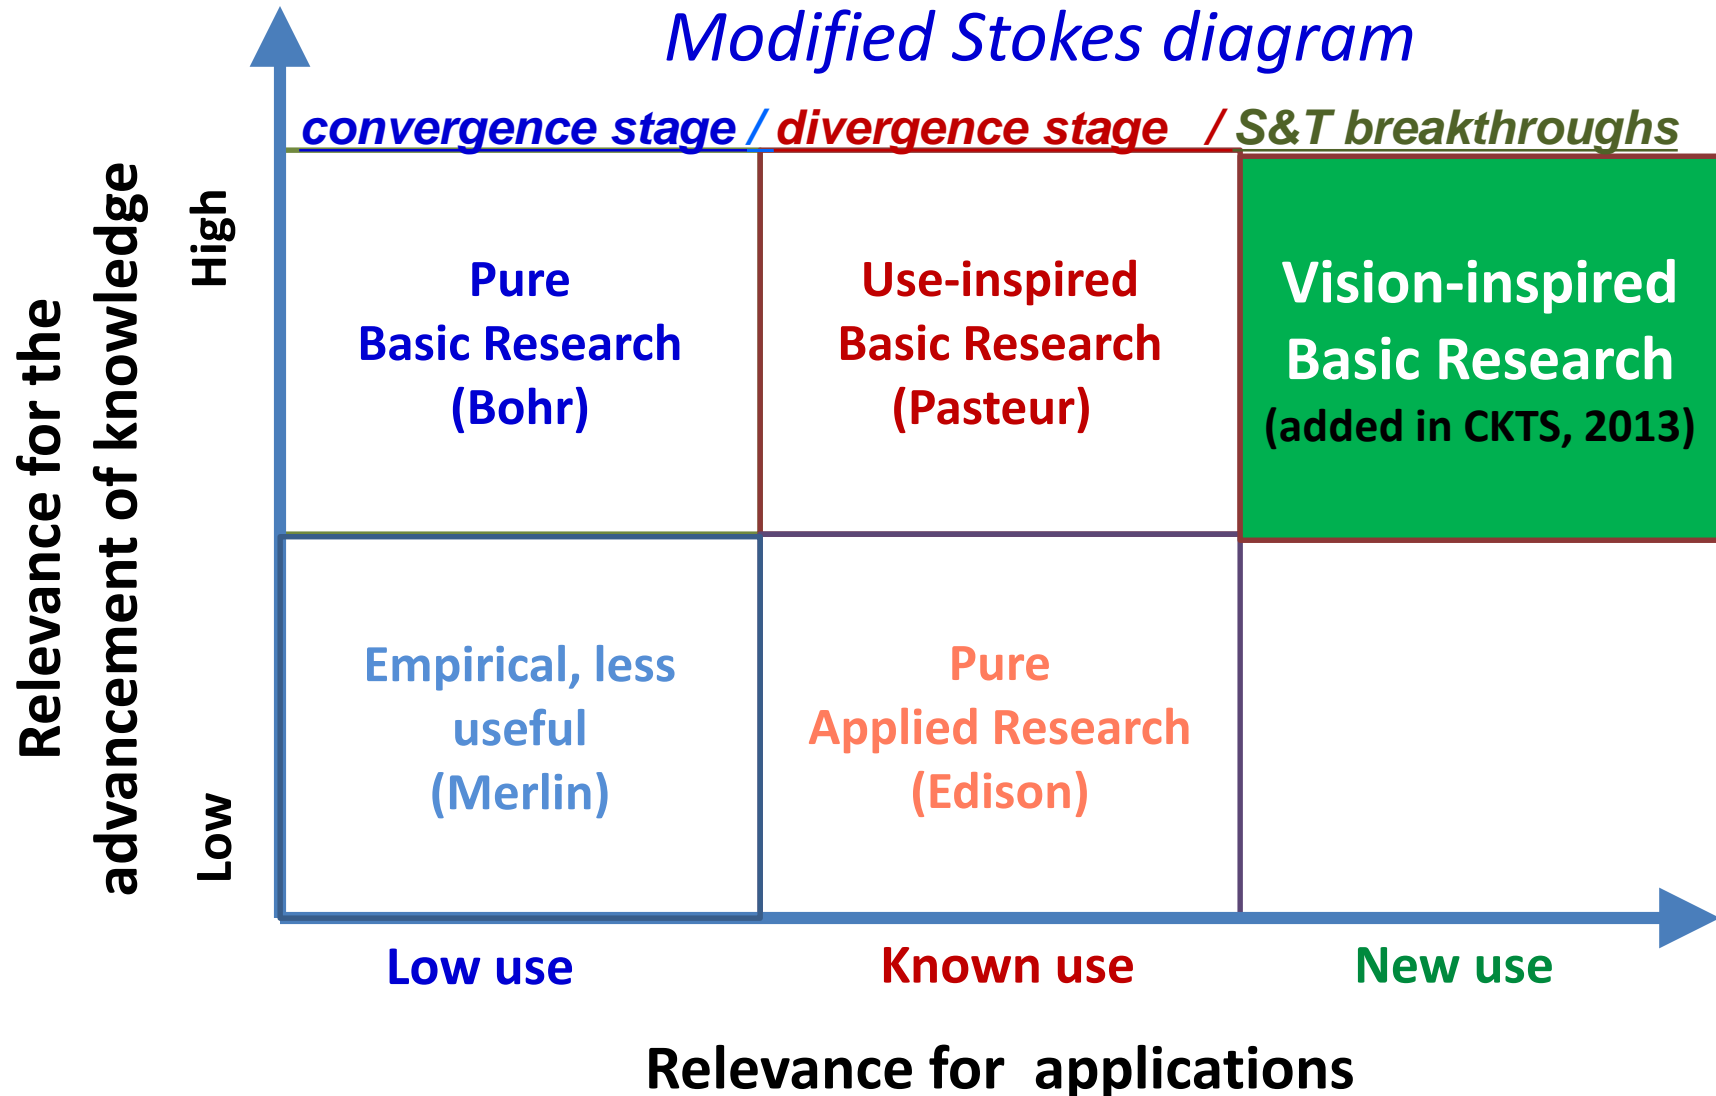 Modified Stokes diagram
convergence stage / divergence stage / S&T breakthroughs
Relevance for the
advancement of knowledge
High
Low
Pure
Basic Research
(Bohr)
Use-inspired
Basic Research
(Pasteur)
Vision-inspired
Basic Research
(added in CKTS, 2013)
Empirical, less
useful
(Merlin)
Pure
Applied Research
(Edison)
Low use
Known use
New use
Relevance for applications